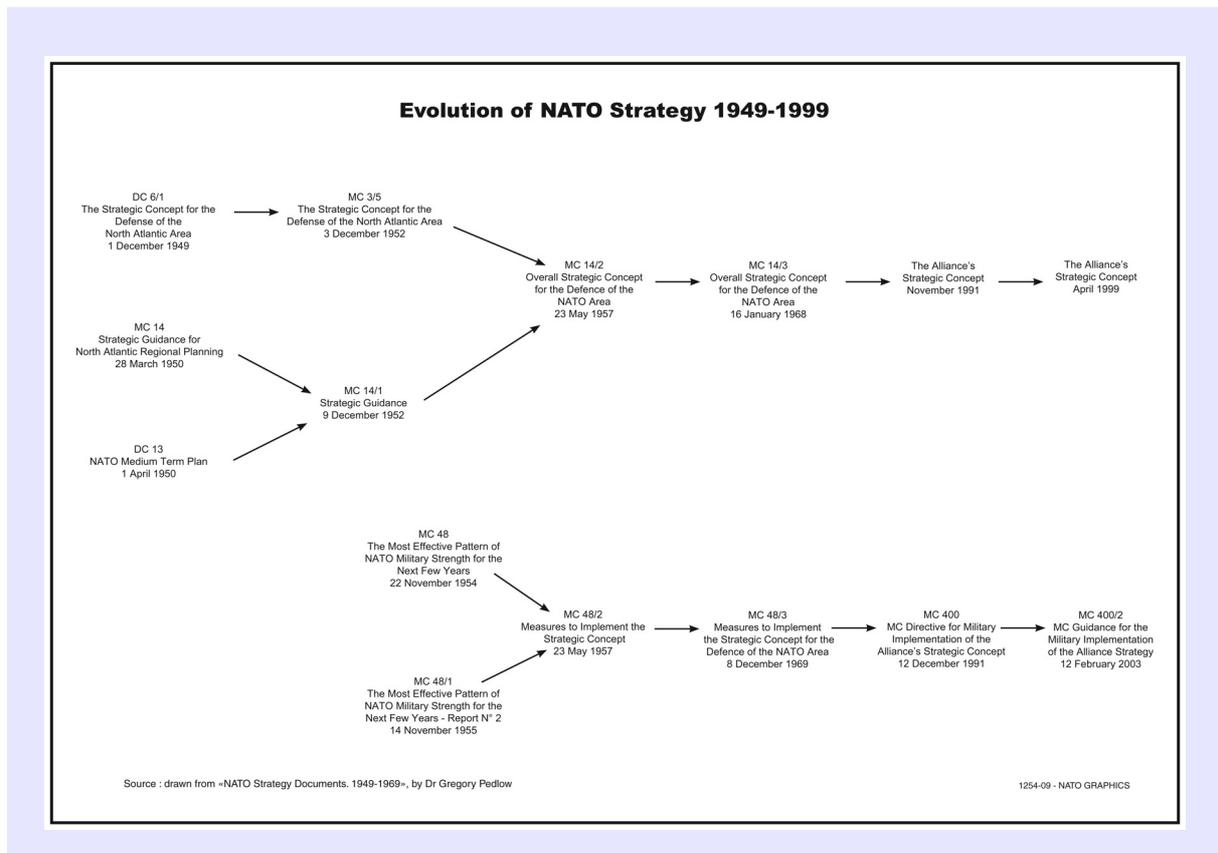 Evolution of NATO Strategy 1949-1999
DC 6/1
The Strategic Concept for the
Defense of the
North Atlantic Area
1 December 1949
MC 3/5
The Strategic Concept for the
Defense of the North Atlantic Area
3 December 1952
MC 14/2
Overall Strategic Concept
for the Defence of the
NATO Area
23 May 1957
MC 14/3
Overall Strategic Concept
for the Defence of the
NATO Area
16 January 1968
The Alliance's
Strategic Concept
November 1991
The Alliance's
Strategic Concept
April 1999
MC 14
Strategic Guidance for
North Atlantic Regional Planning
28 March 1950
MC 14/1
Strategic Guidance
9 December 1952
DC 13
NATO Medium Term Plan
1 April 1950
MC 48
The Most Effective Pattern of
NATO Military Strength for the
Next Few Years
22 November 1954
MC 48/2
Measures to Implement the
Strategic Concept
23 May 1957
MC 48/3
Measures to Implement
the Strategic Concept for the
Defence of the NATO Area
8 December 1969
MC 400
MC Directive for Military
Implementation of the
Alliance's Strategic Concept
12 December 1991
MC 400/2
MC Guidance for the
Military Implementation
of the Alliance Strategy
12 February 2003
MC 48/1
The Most Effective Pattern of
NATO Military Strength for the
Next Few Years - Report N° 2
14 November 1955
Source : drawn from «NATO Strategy Documents. 1949-1969», by Dr Gregory Pedlow
1254-09 - NATO GRAPHICS